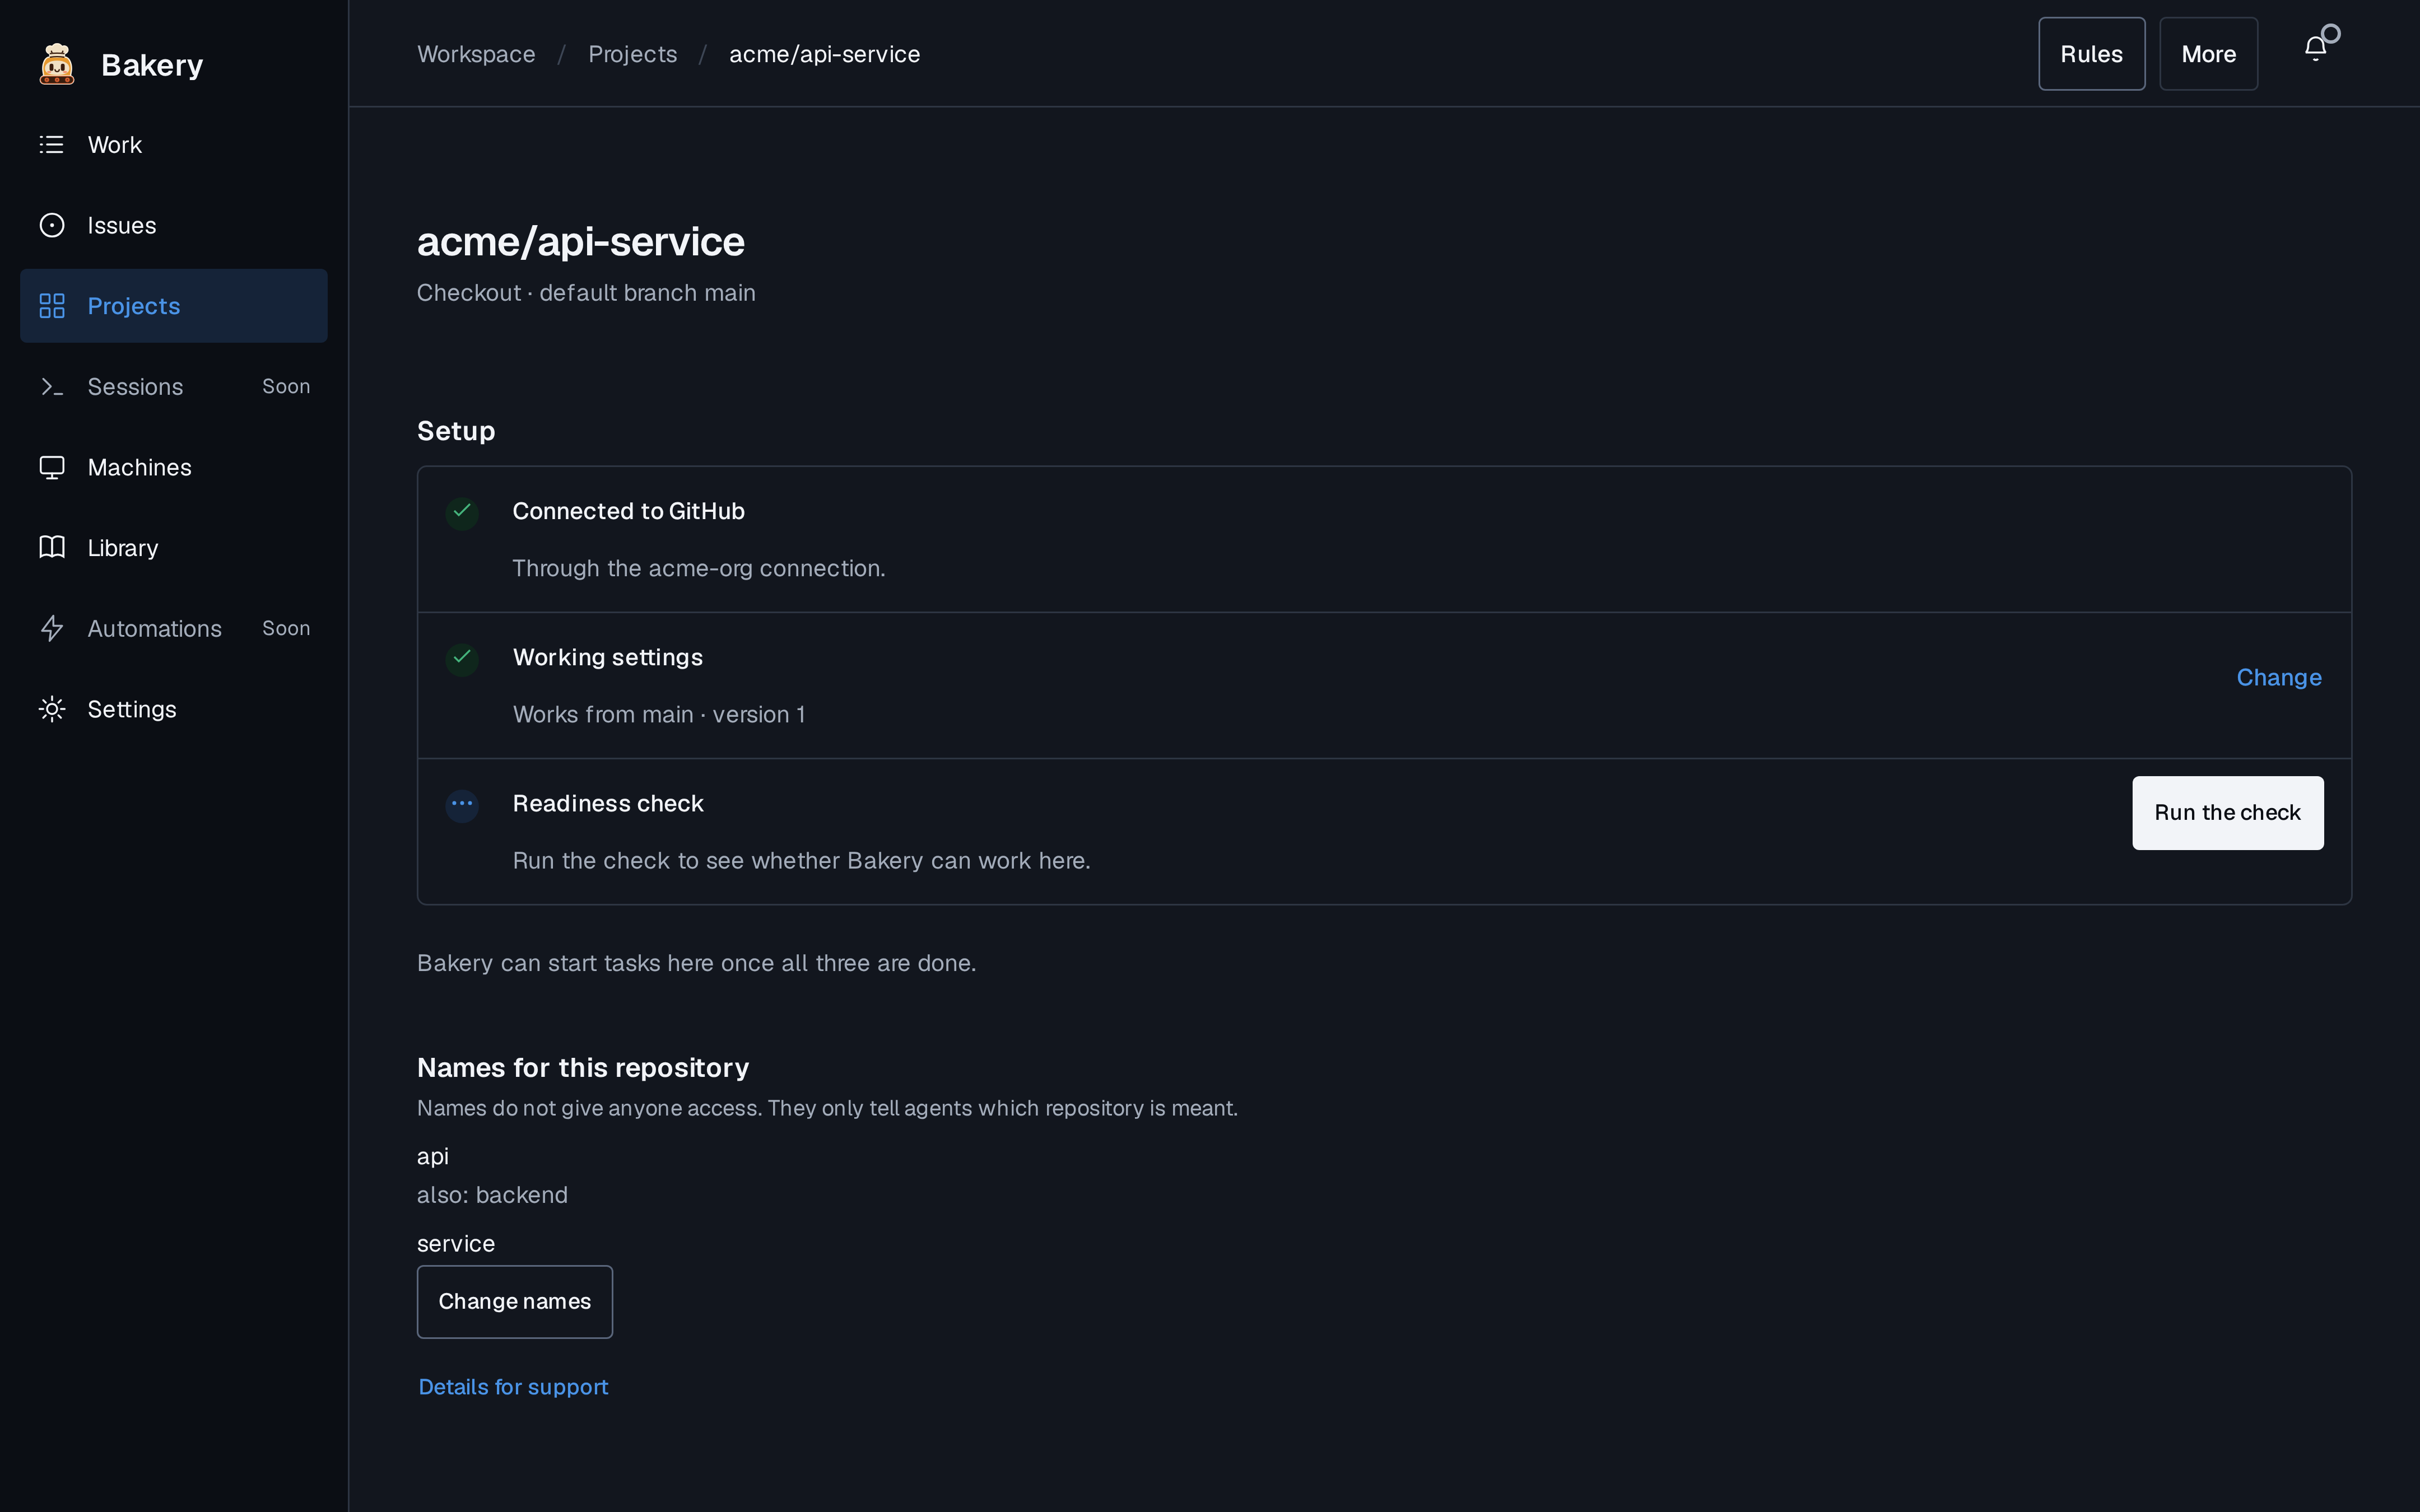 Bakery
Work
Issues
Projects
Sessions Soon
Machines
Library
Automations Soon
Settings
Workspace / Projects / acme/api-service
Rules
More
acme/api-service
Checkout · default branch main
Setup
Connected to GitHub
Through the acme-org connection.
Working settings
Works from main · version 1
Change
Readiness check
Run the check to see whether Bakery can work here.
Run the check
Bakery can start tasks here once all three are done.
Names for this repository
Names do not give anyone access. They only tell agents which repository is meant.
api
also: backend
service
Change names
Details for support